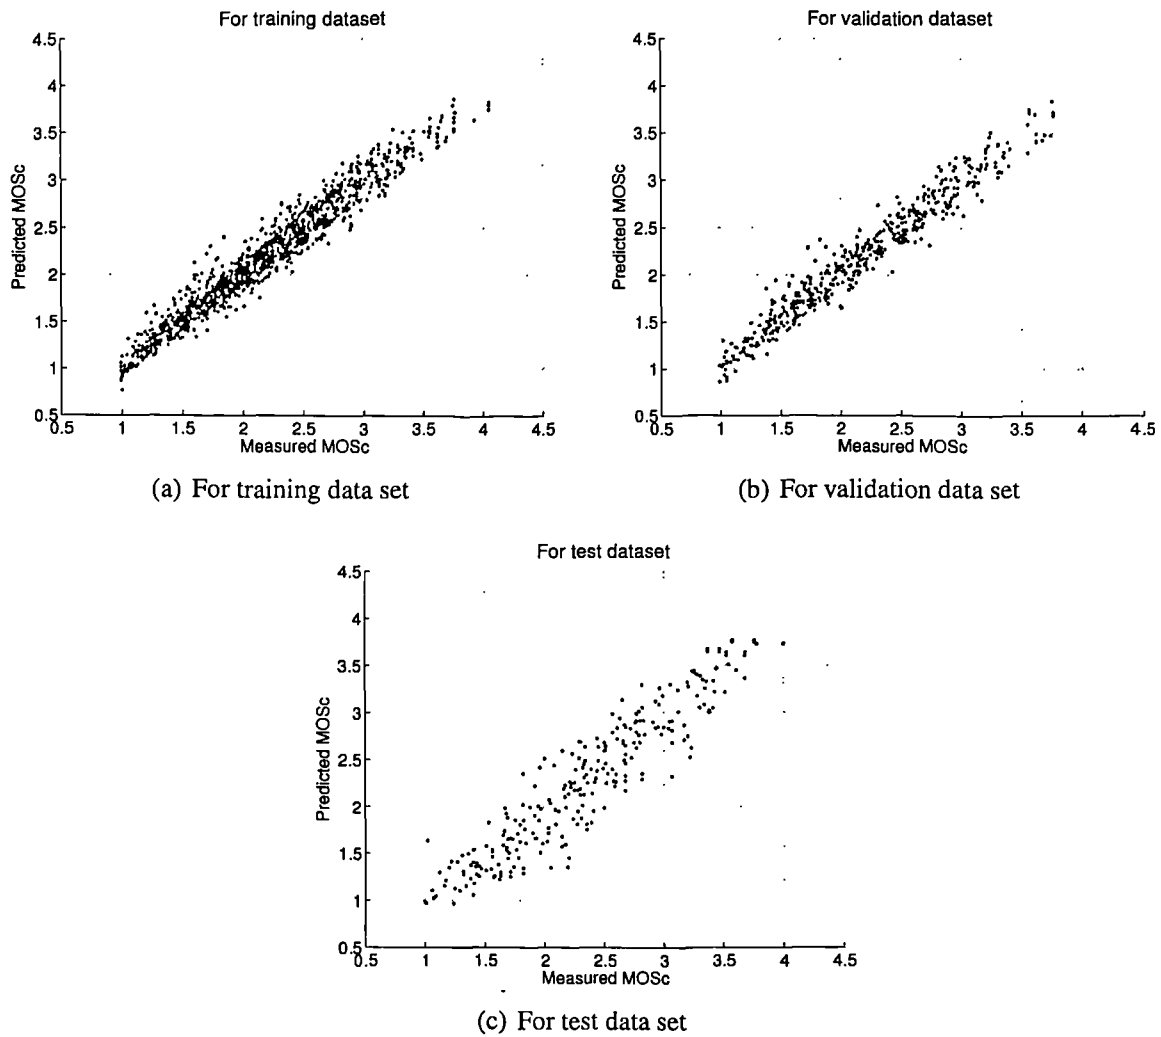 For training dataset
4.5
4
3.5
3
2.5
2
1.5
1
0.5
Predicted MOSc
0.5 1 1.5 2 2.5 3 3.5 4 4.5
Measured MOSc
(a) For training data set
For validation dataset
4.5
4
3.5
3
2.5
2
1.5
1
0.5
Predicted MOSc
0.5 1 1.5 2 2.5 3 3.5 4 4.5
Measured MOSc
(b) For validation data set
For test dataset
4.5
4
3.5
3
2.5
2
1.5
1
0.5
Predicted MOSc
0.5 1 1.5 2 2.5 3 3.5 4 4.5
Measured MOSc
(c) For test data set